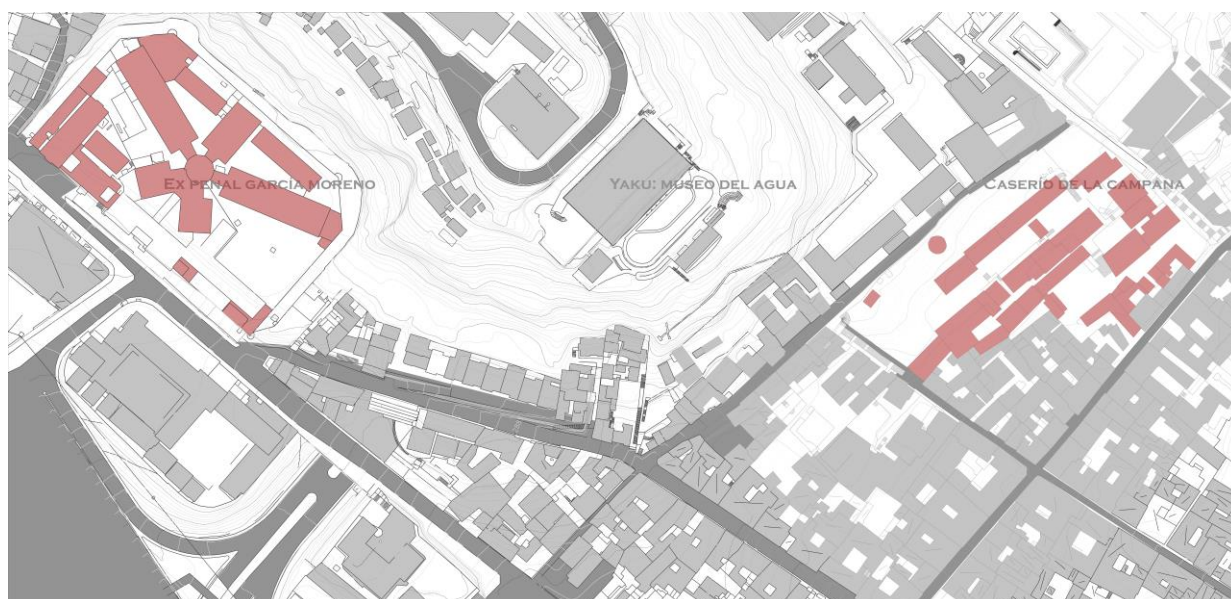 Ex penal García Moreno
Yaku: museo del agua
Caserío de la campana